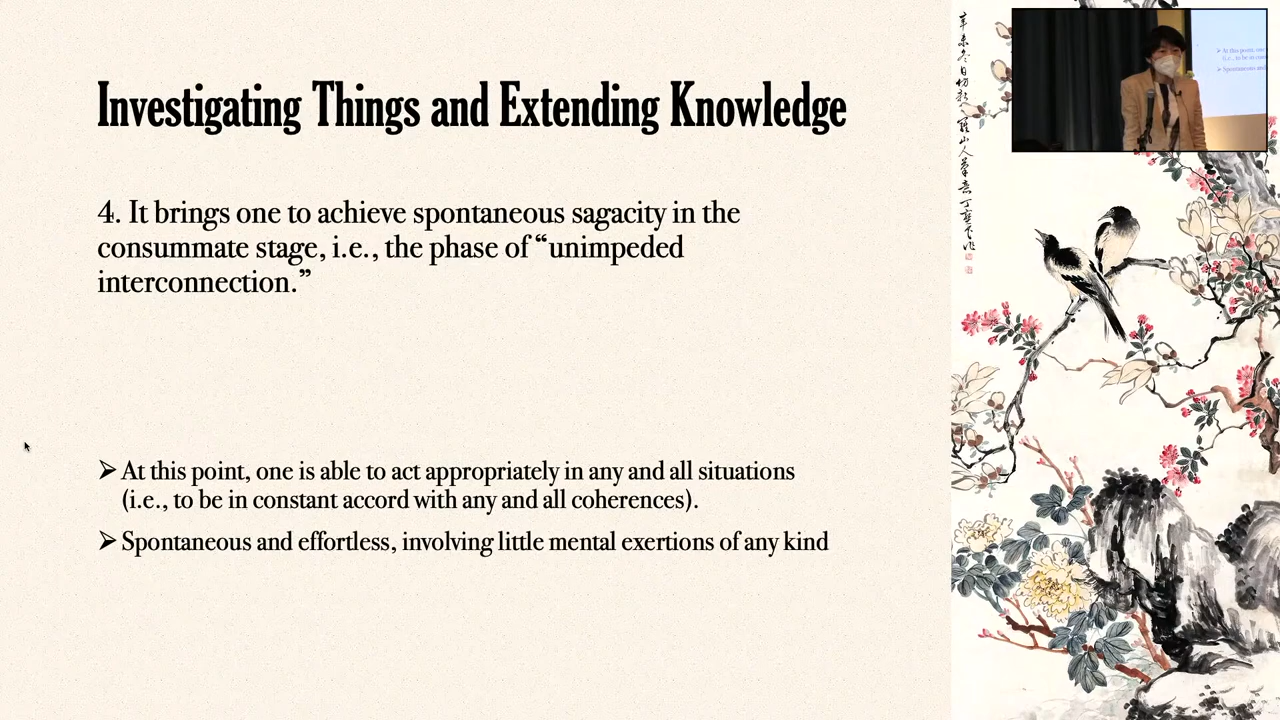 Investigating Things and Extending Knowledge
4. It brings one to achieve spontaneous sagacity in the
consummate stage, i.e., the phase of “unimpeded
interconnection.”
➢ At this point, one is able to act appropriately in any and all situations
(i.e., to be in constant accord with any and all coherences).
➢ Spontaneous and effortless, involving little mental exertions of any kind